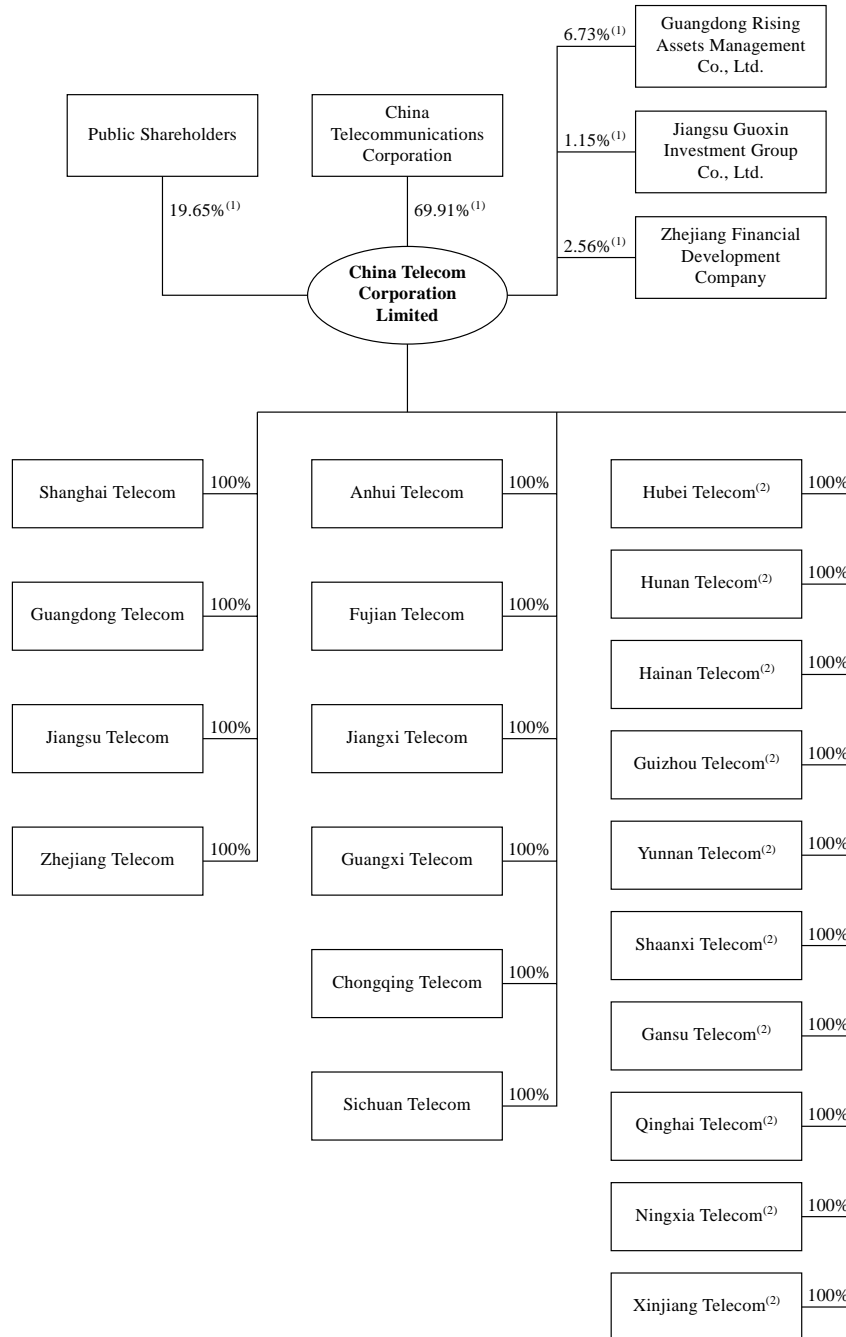 6.73%(1)
Guangdong Rising
Assets Management
Co., Ltd.
Public Shareholders
China
Telecommunications
Corporation
1.15%(1)
Jiangsu Guoxin
Investment Group
Co., Ltd.
19.65%(1)
69.91%(1)
2.56%(1)
Zhejiang Financial
Development
Company
China Telecom
Corporation
Limited
Shanghai Telecom
100%
Guangdong Telecom
100%
Jiangsu Telecom
100%
Zhejiang Telecom
100%
Anhui Telecom
100%
Fujian Telecom
100%
Jiangxi Telecom
100%
Guangxi Telecom
100%
Chongqing Telecom
100%
Sichuan Telecom
100%
Hubei Telecom(2)
100%
Hunan Telecom(2)
100%
Hainan Telecom(2)
100%
Guizhou Telecom(2)
100%
Yunnan Telecom(2)
100%
Shaanxi Telecom(2)
100%
Gansu Telecom(2)
100%
Qinghai Telecom(2)
100%
Ningxia Telecom(2)
100%
Xinjiang Telecom(2)
100%